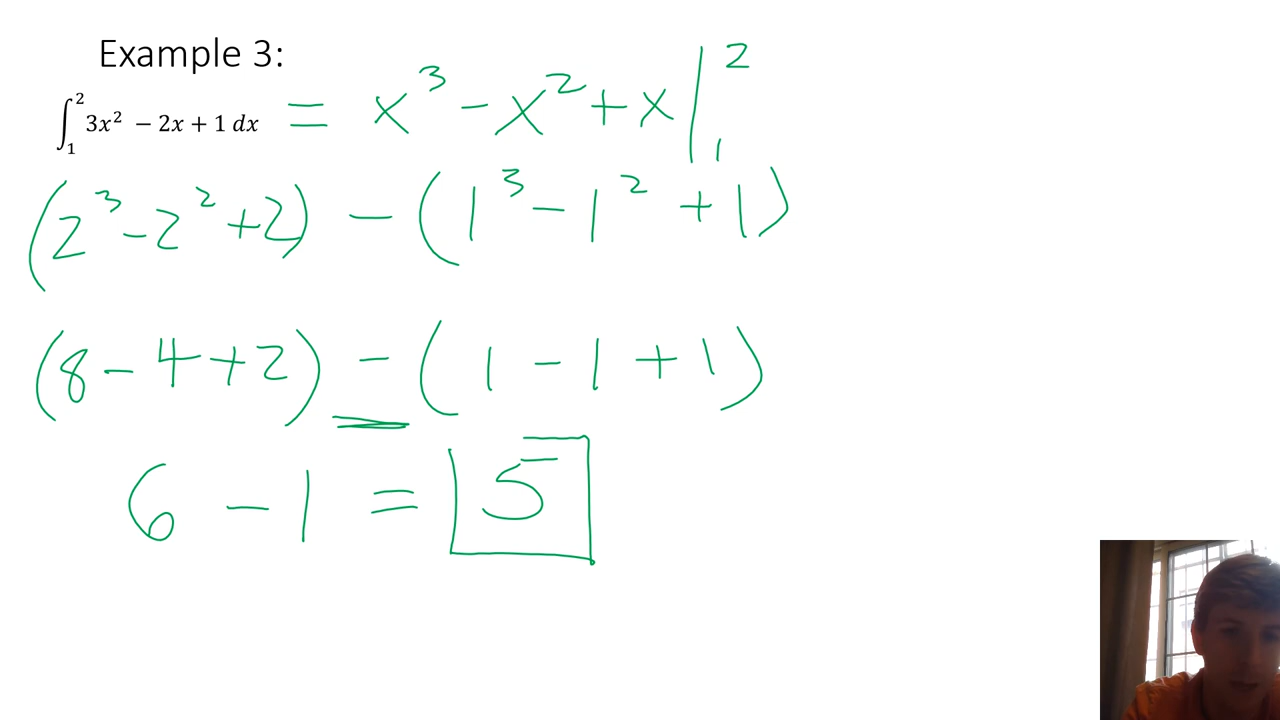 Example 3:
∫₁² 3x² − 2x + 1 dx = x³ − x² + x |₁²
(2³ − 2² + 2) − (1³ − 1² + 1)
(8 − 4 + 2) − (1 − 1 + 1)
6 − 1 = 5